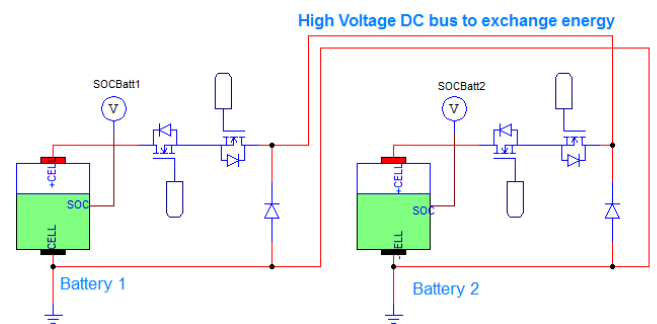 High Voltage DC bus to exchange energy
SOCBatt1
V
SOCBatt2
V
+CELL
SOC
-CELL
+CELL
SOC
-CELL
Battery 1
Battery 2